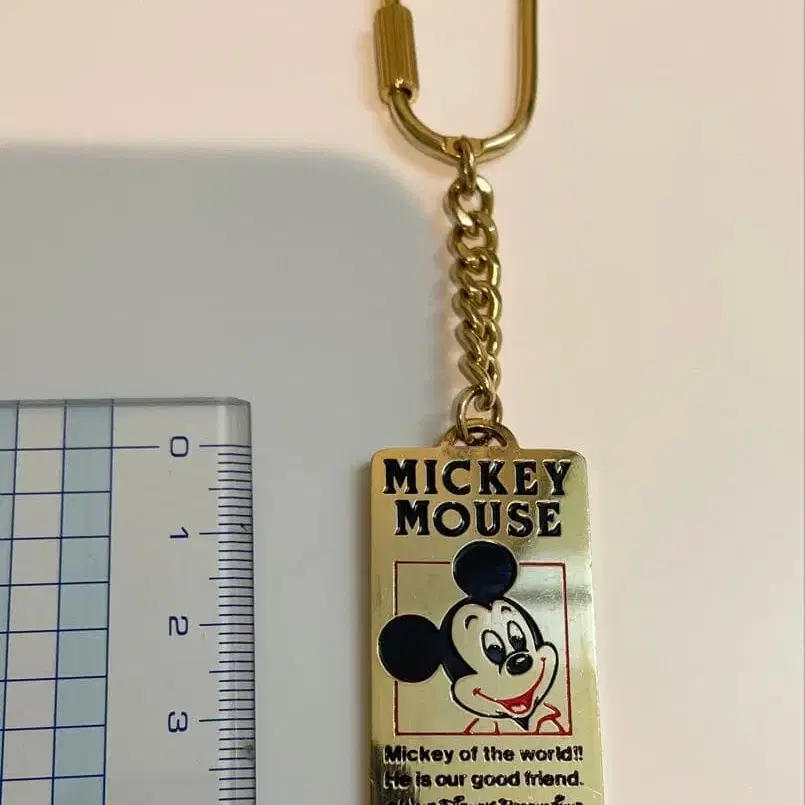 MICKEY
MOUSE
Mickey of the world!!
He is our good friend.
0
1
2
3